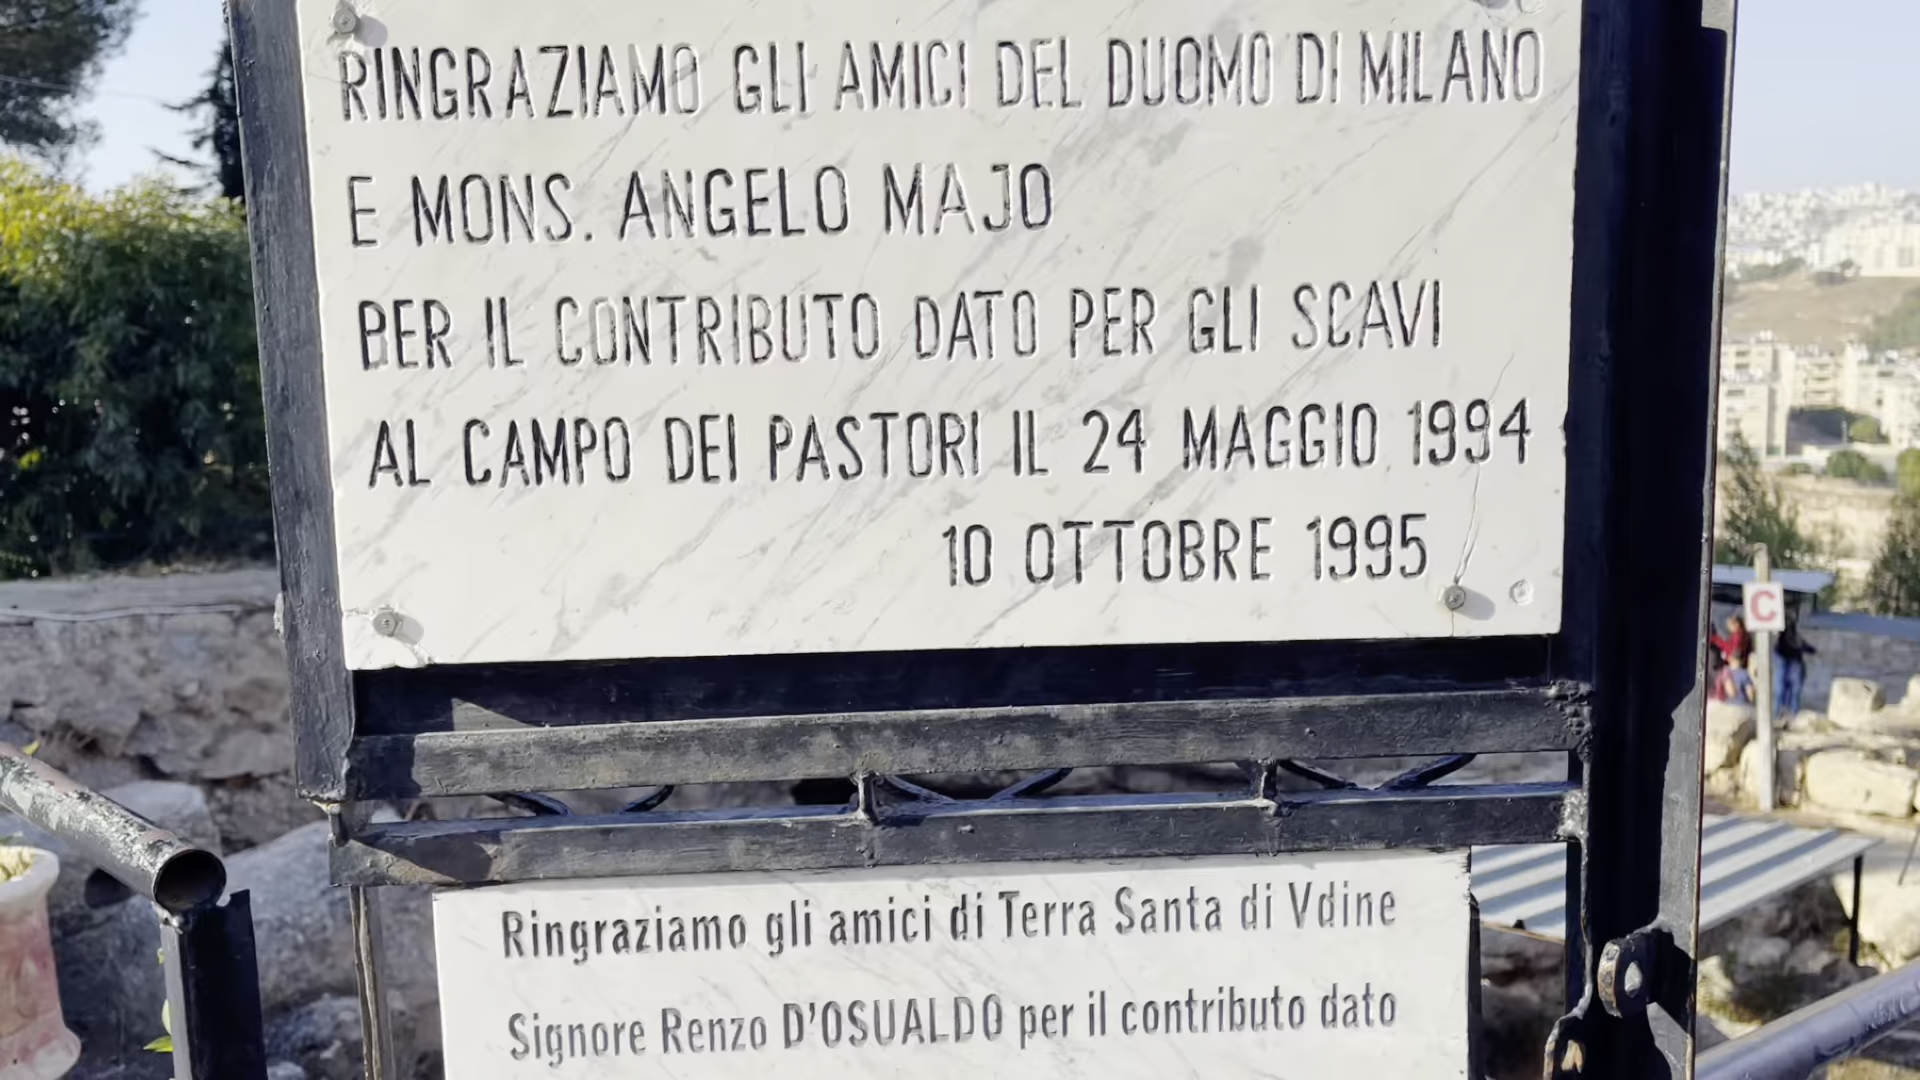 RINGRAZIAMO GLI AMICI DEL DUOMO DI MILANO
E MONS. ANGELO MAJO
PER IL CONTRIBUTO DATO PER GLI SCAVI
AL CAMPO DEI PASTORI IL 24 MAGGIO 1994
10 OTTOBRE 1995
Ringraziamo gli amici di Terra Santa di Vdine
Signore Renzo D'OSUALDO per il contributo dato
C